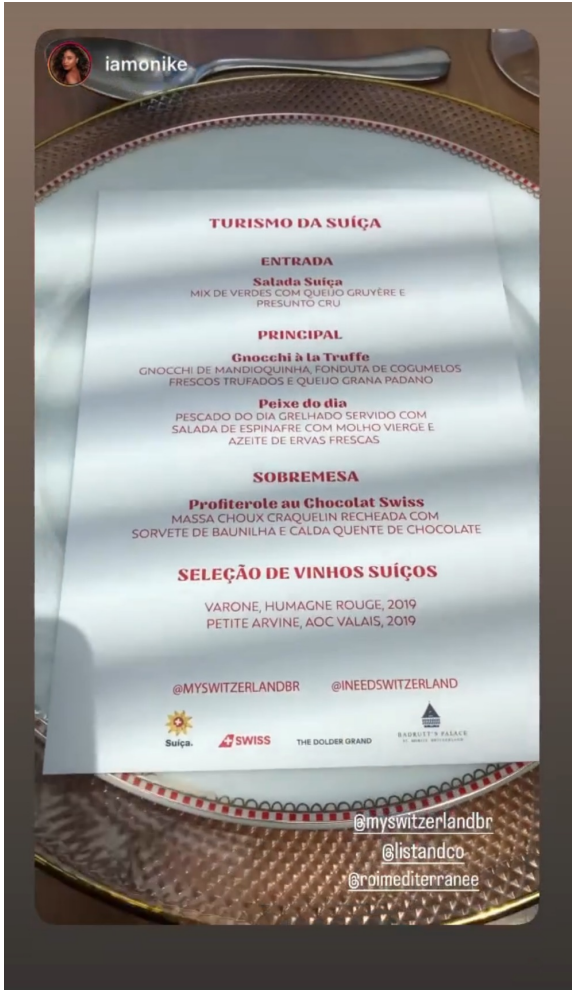 iamonike
TURISMO DA SUÍÇA
ENTRADA
Salada Suíça
MIX DE VERDES COM QUEIJO GRUYÈRE E
PRESUNTO CRU
PRINCIPAL
Gnocchi à la Truffe
GNOCCHI DE MANDIOQUINHA, FONDUTA DE COGUMELOS
FRESCOS TRUFADOS E QUEIJO GRANA PADANO
Peixe do dia
PESCADO DO DIA GRELHADO SERVIDO COM
SALADA DE ESPINAFRE COM MOLHO VIERGE E
AZEITE DE ERVAS FRESCAS
SOBREMESA
Profiterole au Chocolat Swiss
MASSA CHOUX CRAQUELIN RECHEADA COM
SORVETE DE BAUNILHA E CALDA QUENTE DE CHOCOLATE
SELEÇÃO DE VINHOS SUÍÇOS
VARONE, HUMAGNE ROUGE, 2019
PETITE ARVINE, AOC VALAIS, 2019
@MYSWITZERLANDBR @INEEDSWITZERLAND
Suíça. SWISS THE DOLDER GRAND BADRUTT'S PALACE
ST. MORITZ SWITZERLAND
@myswitzerlandbr
@listandco
@roimediterranee